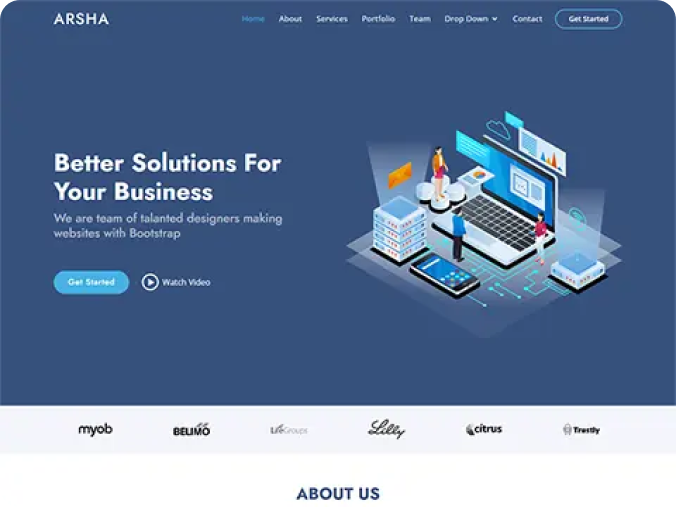 ARSHA
Home About Services Portfolio Team Drop Down Contact Get Started
Better Solutions For
Your Business
We are team of talanted designers making
websites with Bootstrap
Get Started Watch Video
myob BELIMO LifeGroups Lilly citrus Trustly
ABOUT US